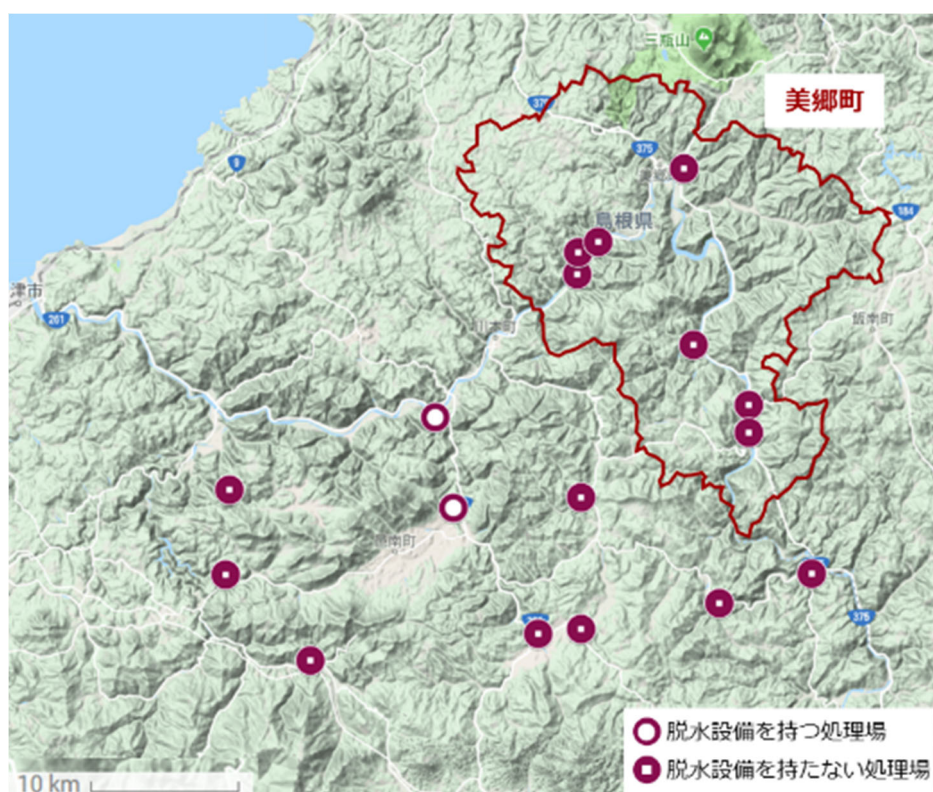 三瓶山
美郷町
375
9
184
島根県
津市
261
川本町
飯南町
邑南町
375
脱水設備を持つ処理場
脱水設備を持たない処理場
10 km